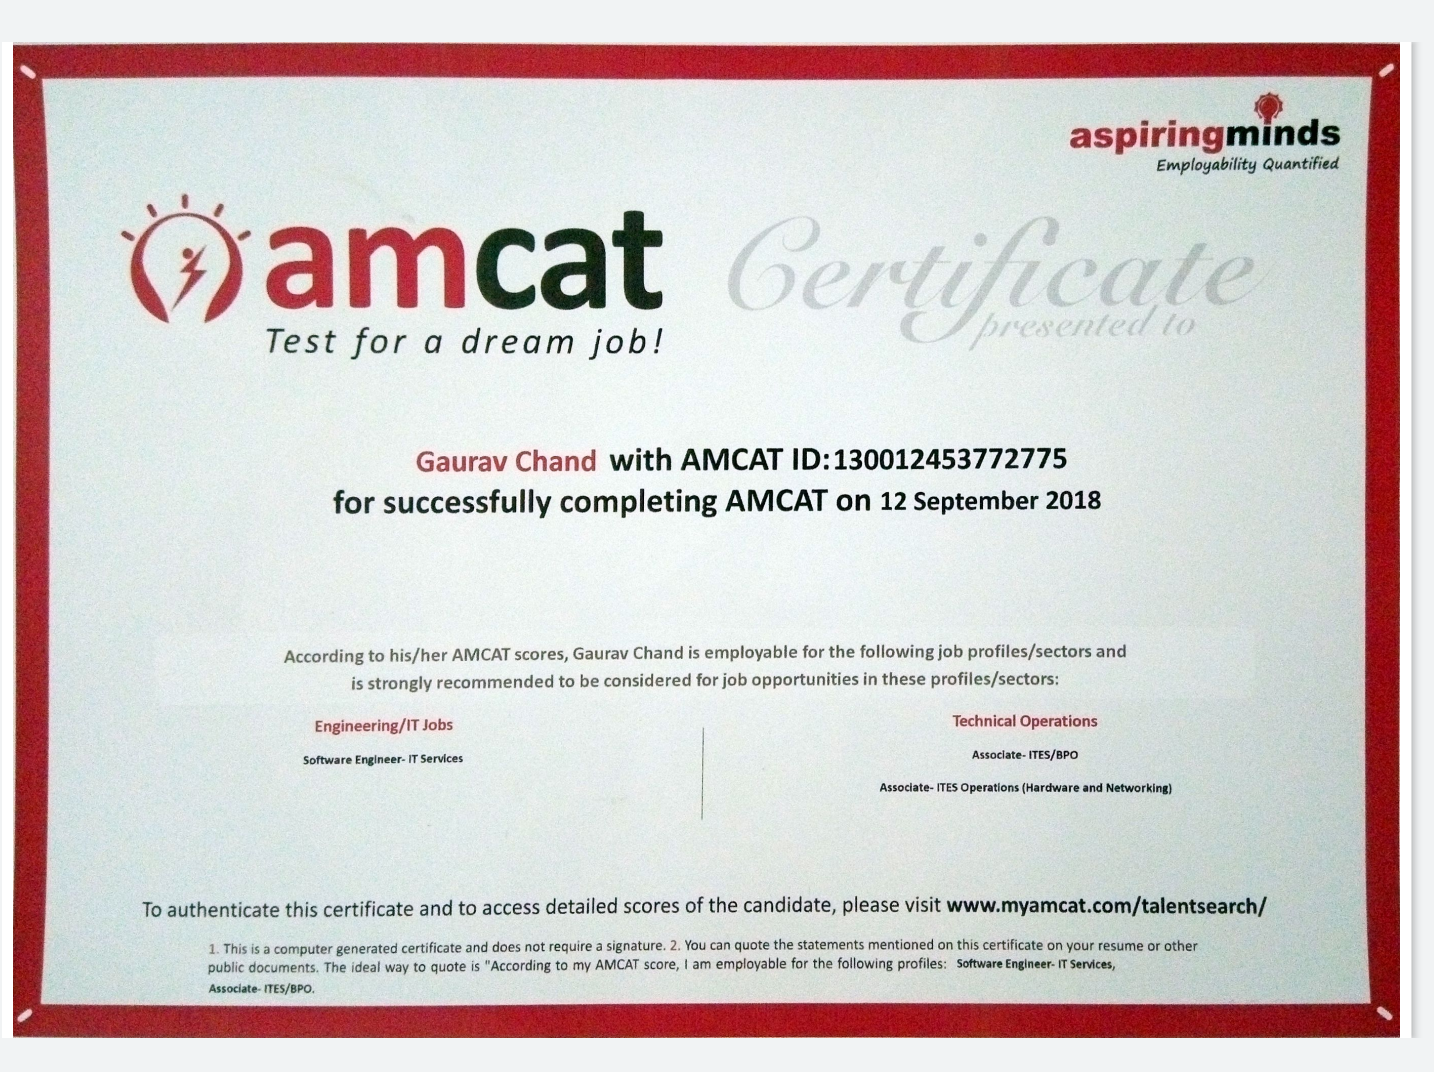 aspiringminds
Employability Quantified
amcat
Test for a dream job!
Certificate
presented to
Gaurav Chand with AMCAT ID:130012453772775
for successfully completing AMCAT on 12 September 2018
According to his/her AMCAT scores, Gaurav Chand is employable for the following job profiles/sectors and
is strongly recommended to be considered for job opportunities in these profiles/sectors:
Engineering/IT Jobs
Software Engineer- IT Services
Technical Operations
Associate- ITES/BPO
Associate- ITES Operations (Hardware and Networking)
To authenticate this certificate and to access detailed scores of the candidate, please visit www.myamcat.com/talentsearch/
1. This is a computer generated certificate and does not require a signature. 2. You can quote the statements mentioned on this certificate on your resume or other
public documents. The ideal way to quote is "According to my AMCAT score, I am employable for the following profiles: Software Engineer- IT Services,
Associate- ITES/BPO.